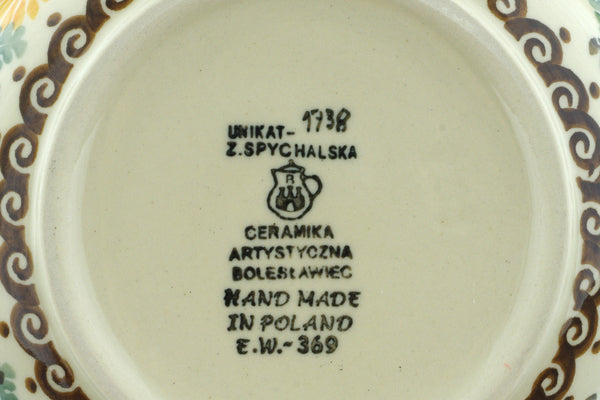 UNIKAT- 1738
Z.SPYCHALSKA
B
CERAMIKA
ARTYSTYCZNA
BOLESŁAWIEC
HAND MADE
IN POLAND
E.W.-369